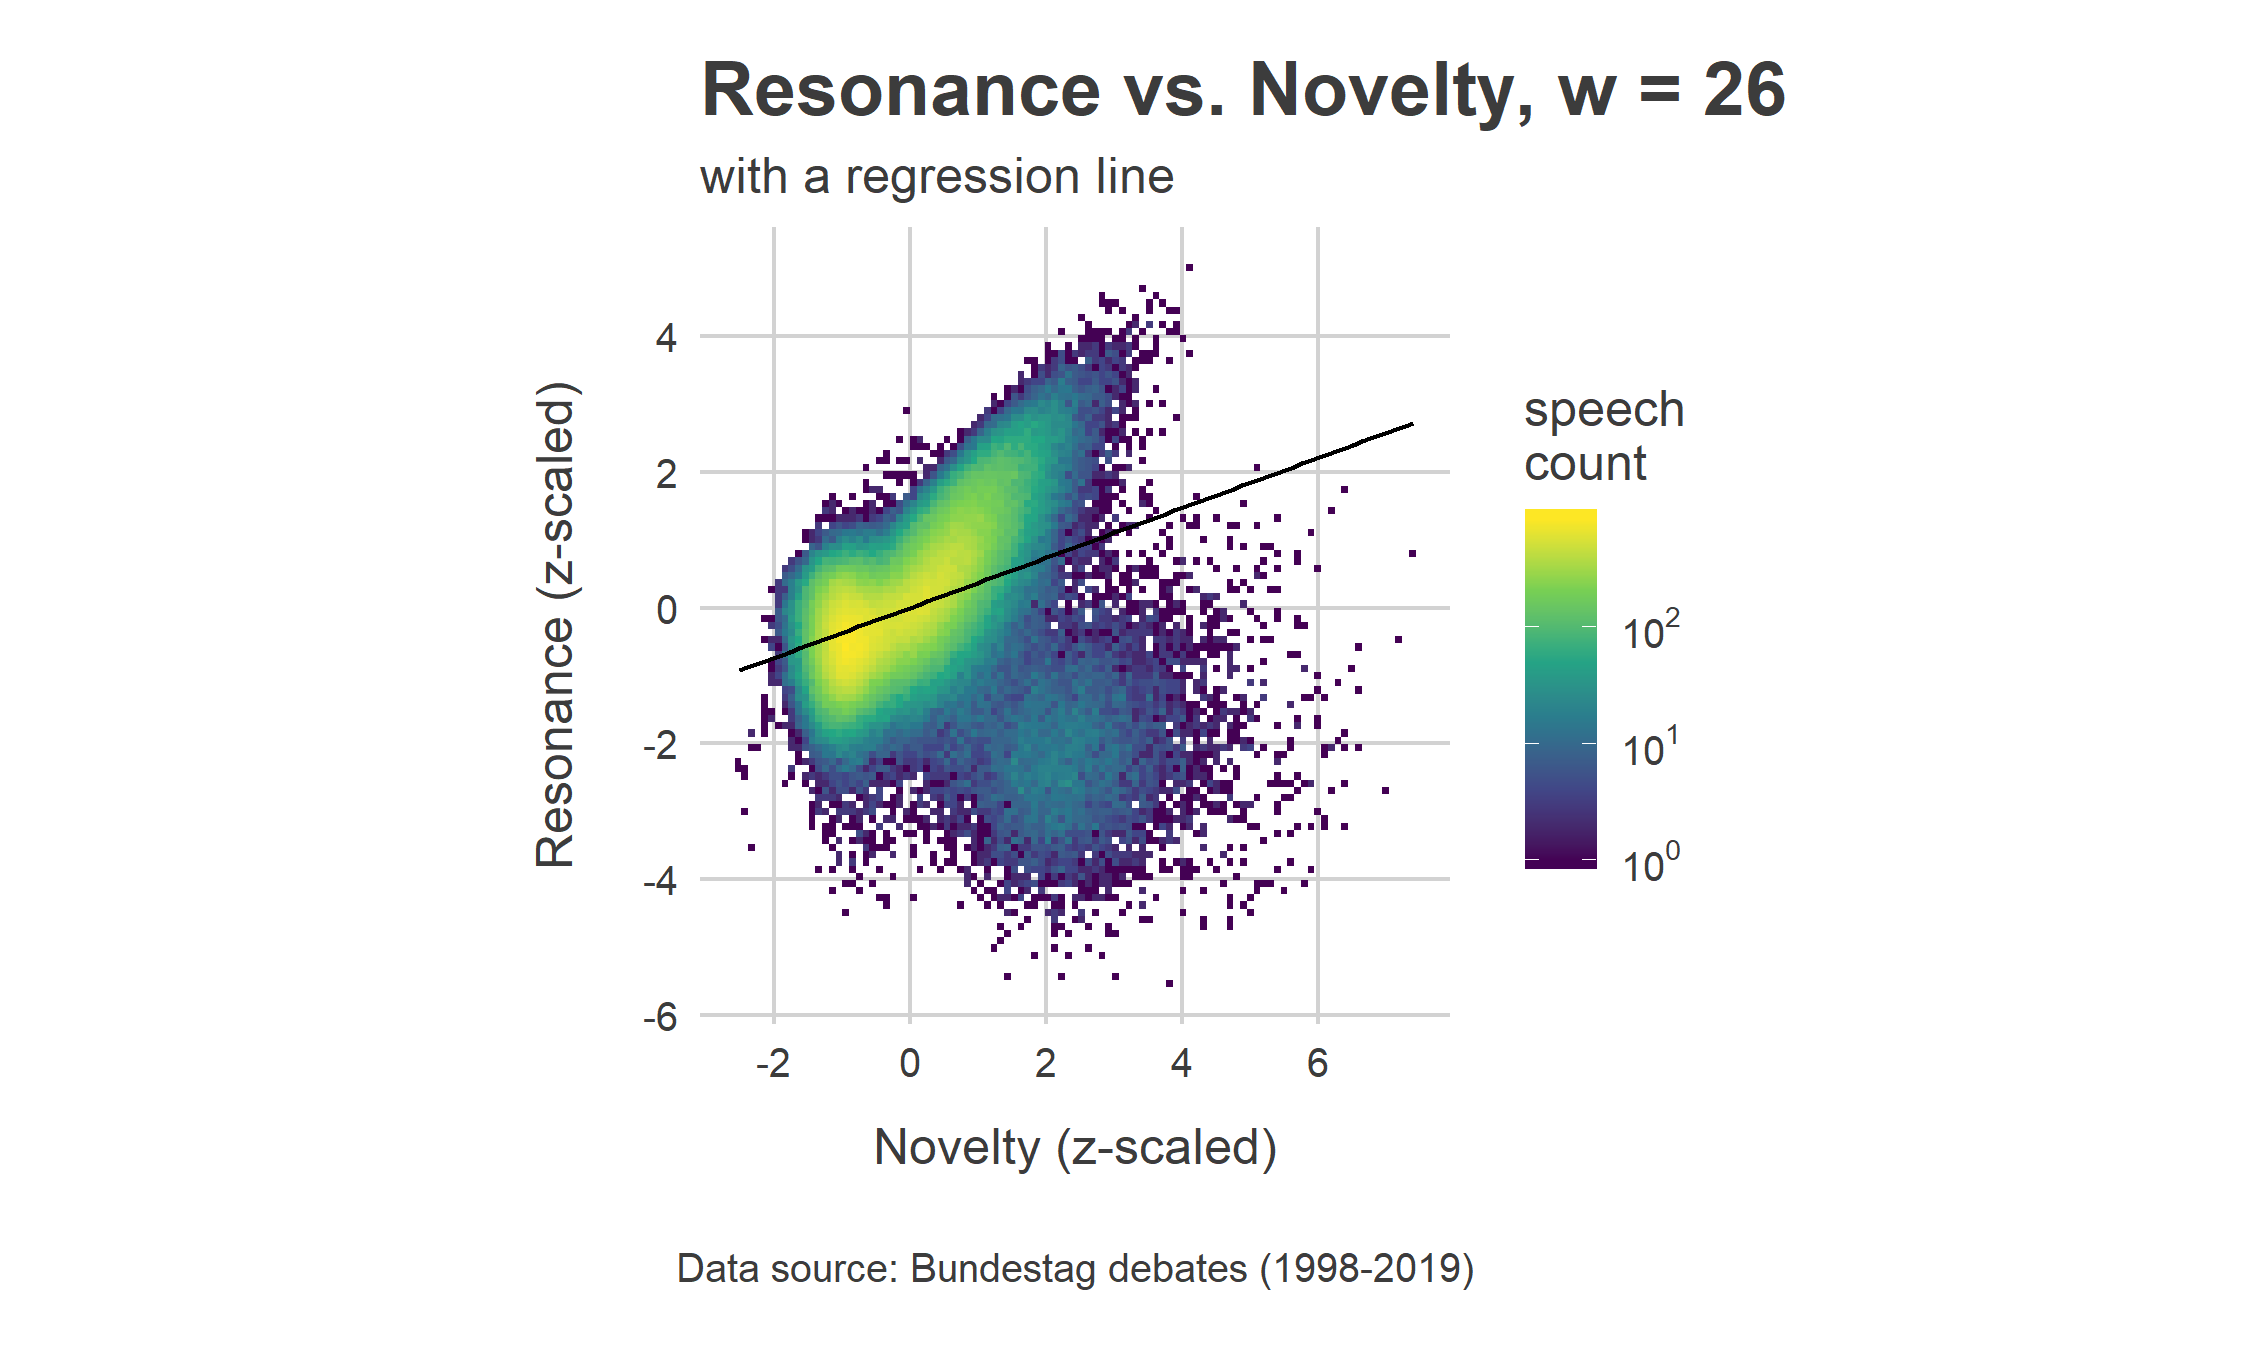 Resonance vs. Novelty, w = 26
with a regression line
Resonance (z-scaled)
4
2
0
-2
-4
-6
-2 0 2 4 6
Novelty (z-scaled)
speech
count
10²
10¹
10⁰
Data source: Bundestag debates (1998-2019)